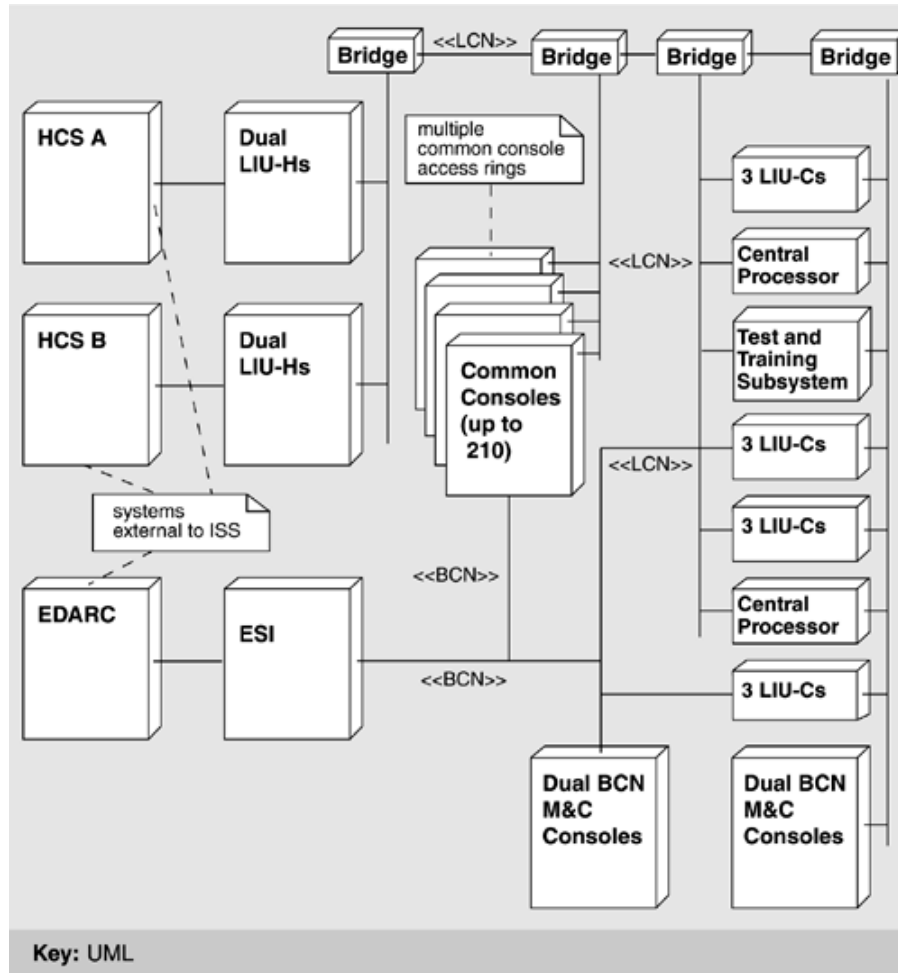 Bridge
<<LCN>>
Bridge
Bridge
Bridge
HCS A
Dual
LIU-Hs
multiple
common console
access rings
3 LIU-Cs
<<LCN>>
Central
Processor
HCS B
Dual
LIU-Hs
Test and
Training
Subsystem
Common
Consoles
(up to
210)
3 LIU-Cs
<<LCN>>
systems
external to ISS
3 LIU-Cs
<<BCN>>
EDARC
ESI
Central
Processor
<<BCN>>
3 LIU-Cs
Dual BCN
M&C
Consoles
Dual BCN
M&C
Consoles
Key: UML